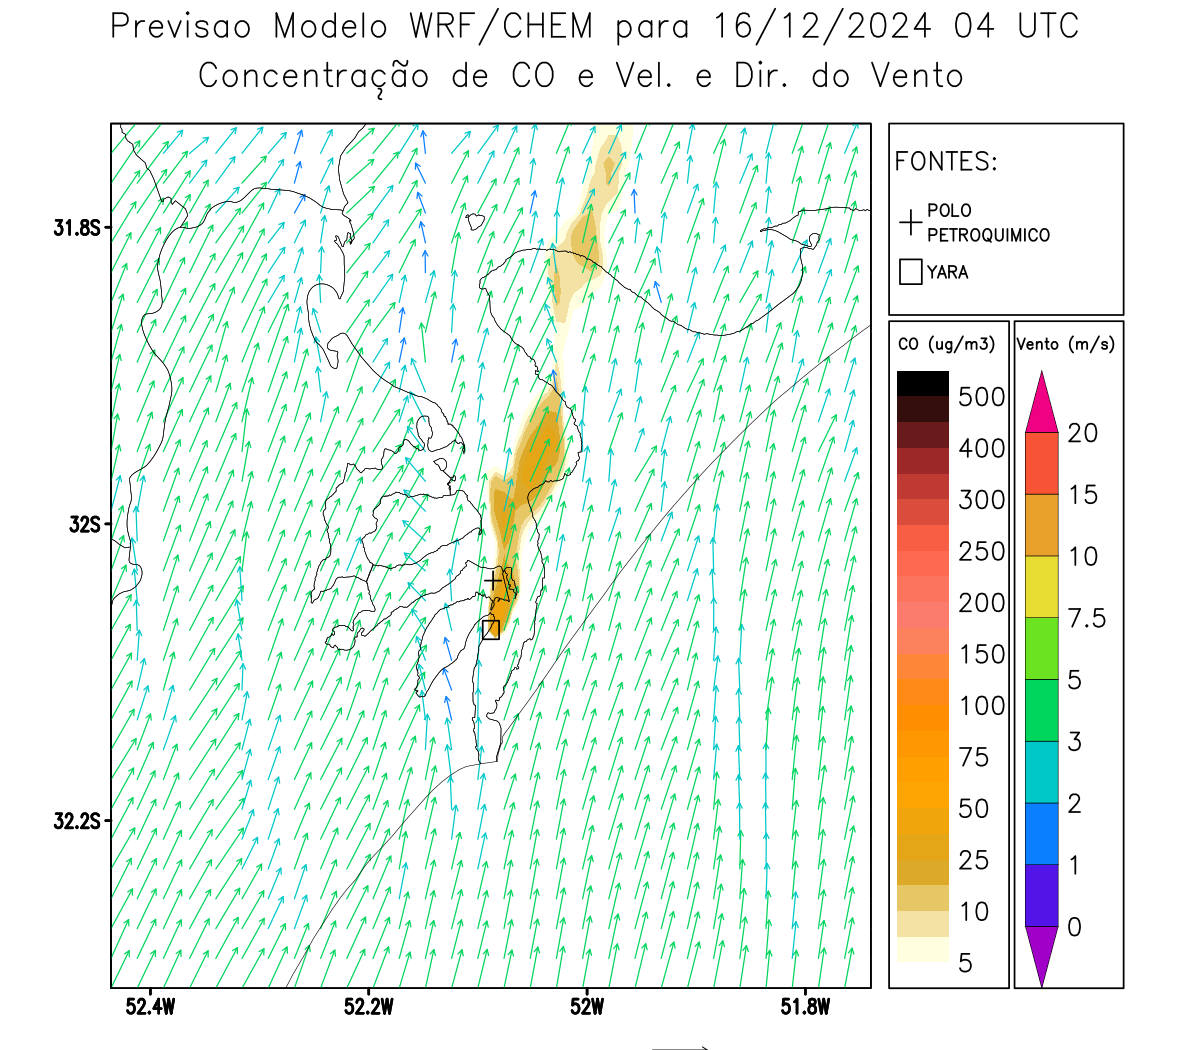 Previsao Modelo WRF/CHEM para 16/12/2024 04 UTC
Concentração de CO e Vel. e Dir. do Vento
FONTES:
POLO
PETROQUIMICO
YARA
31.8S
32S
32.2S
52.4W
52.2W
52W
51.8W
CO (ug/m3)
500
400
300
250
200
150
100
75
50
25
10
5
Vento (m/s)
20
15
10
7.5
5
3
2
1
0